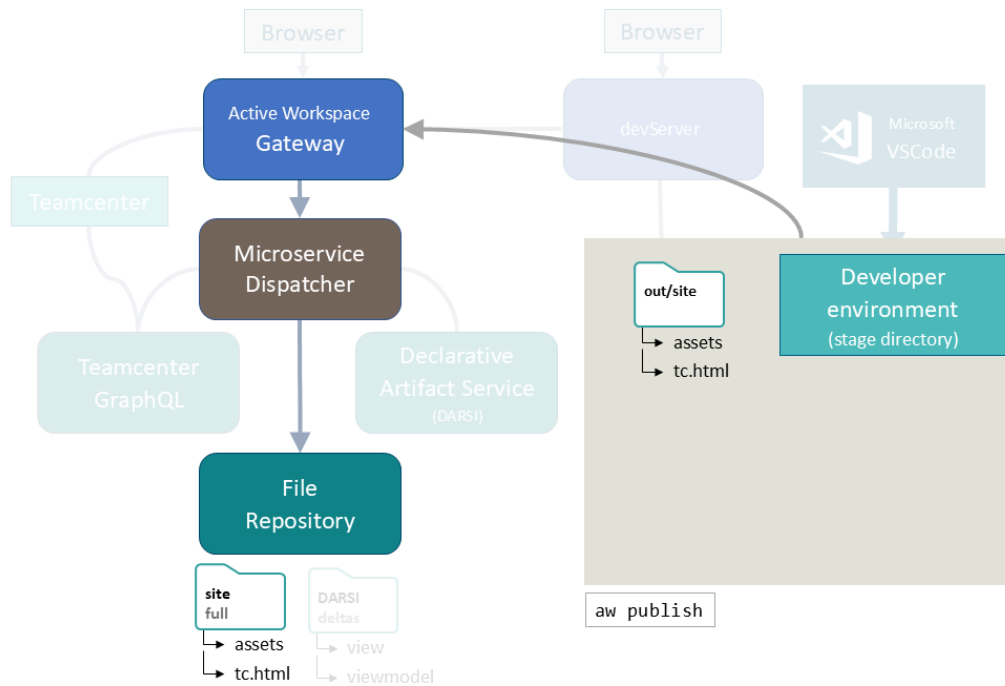 Browser
Browser
Active Workspace
Gateway
devServer
Microsoft
VSCode
Teamcenter
Microservice
Dispatcher
out/site
assets
tc.html
Developer
environment
(stage directory)
Teamcenter
GraphQL
Declarative
Artifact Service
(DARSI)
File
Repository
site
full
assets
tc.html
DARSI
deltas
view
viewmodel
aw publish